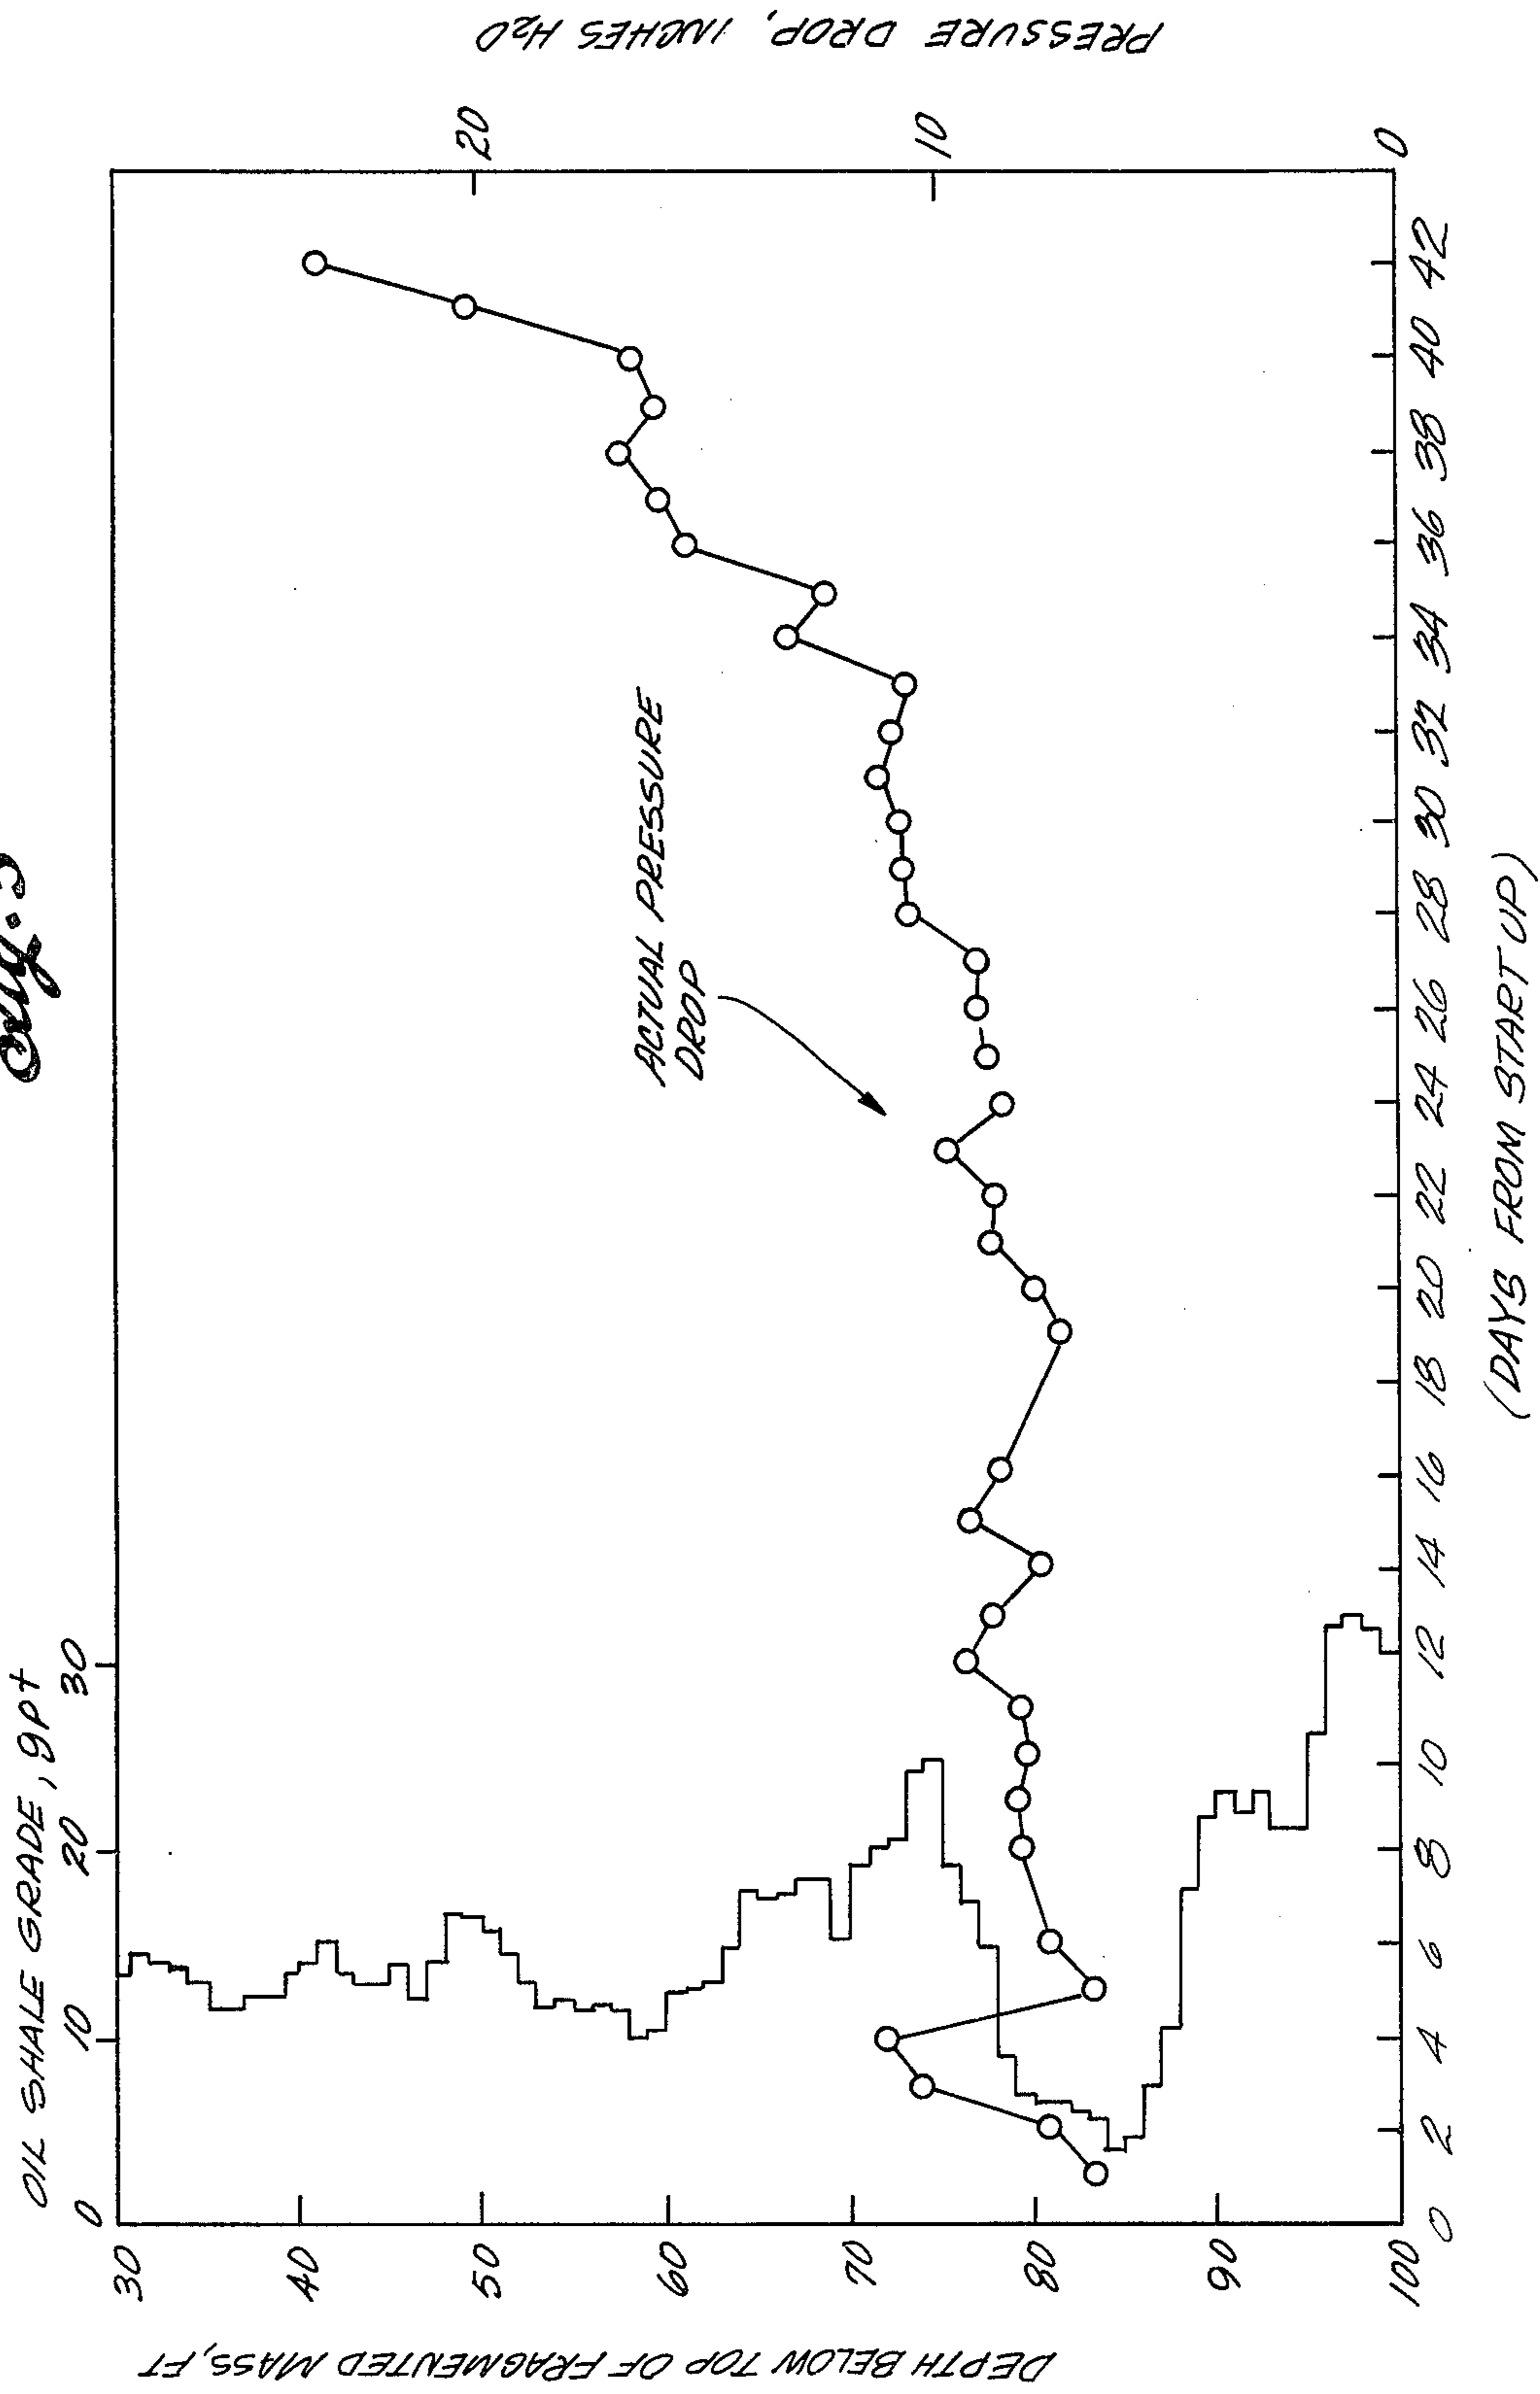 OIL SHALE GRADE, gpt
0 10 20 30
DEPTH BELOW TOP OF FRAGMENTED MASS, FT
30
40
50
60
70
80
90
100
ACTUAL PRESSURE
DROP
PRESSURE DROP, INCHES H₂O
20
10
0
0 2 4 6 8 10 12 14 16 18 20 22 24 26 28 30 32 34 36 38 40 42
(DAYS FROM START UP)